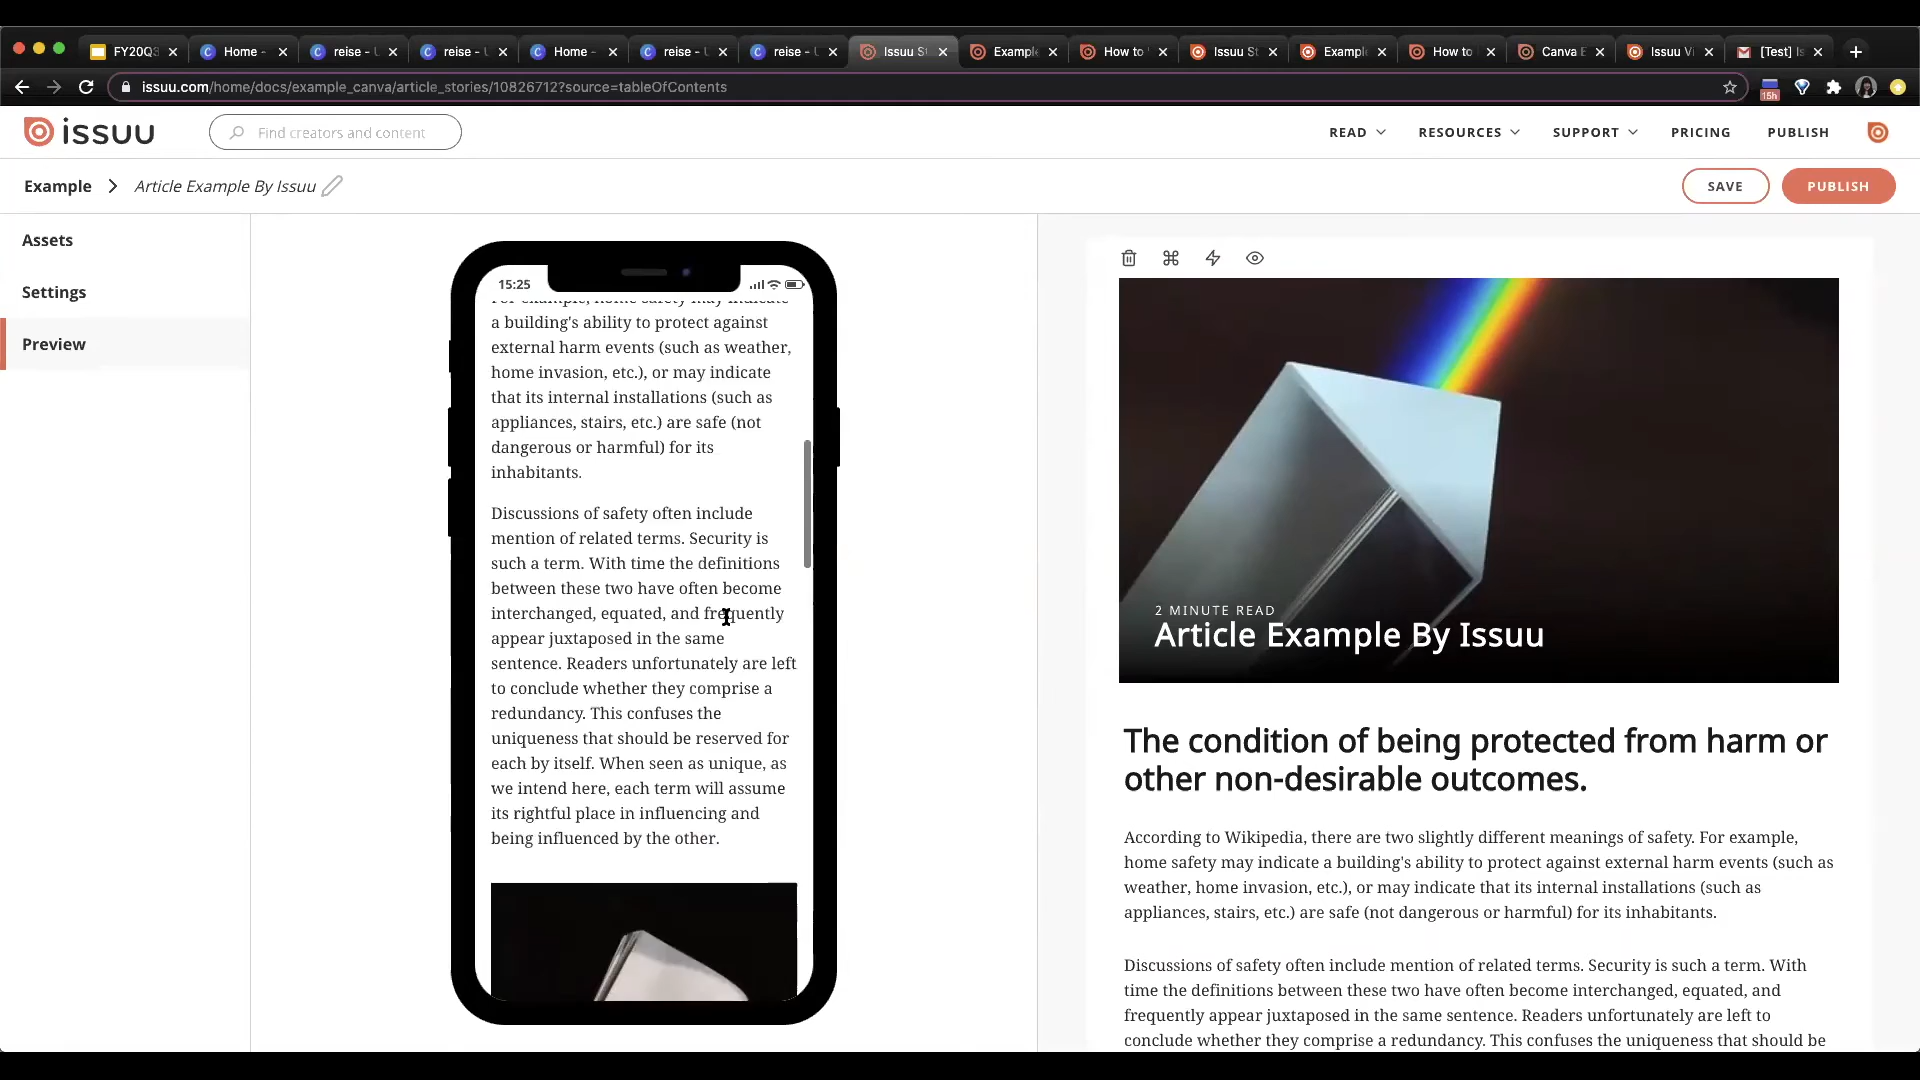 FY20Q3
Home -
reise - U
reise - U
Home -
reise - U
reise - U
Issuu St
Example
How to
Issuu St
Example
How to
Canva E
Issuu Vi
[Test] Is
issuu.com/home/docs/example_canva/article_stories/10826712?source=tableOfContents
15h
issuu
Find creators and content
READ
RESOURCES
SUPPORT
PRICING
PUBLISH
Example
Article Example By Issuu
SAVE
PUBLISH
Assets
Settings
Preview
15:25
For example, home safety may indicate
a building's ability to protect against
external harm events (such as weather,
home invasion, etc.), or may indicate
that its internal installations (such as
appliances, stairs, etc.) are safe (not
dangerous or harmful) for its
inhabitants.
Discussions of safety often include
mention of related terms. Security is
such a term. With time the definitions
between these two have often become
interchanged, equated, and frequently
appear juxtaposed in the same
sentence. Readers unfortunately are left
to conclude whether they comprise a
redundancy. This confuses the
uniqueness that should be reserved for
each by itself. When seen as unique, as
we intend here, each term will assume
its rightful place in influencing and
being influenced by the other.
2 MINUTE READ
Article Example By Issuu
The condition of being protected from harm or
other non-desirable outcomes.
According to Wikipedia, there are two slightly different meanings of safety. For example,
home safety may indicate a building's ability to protect against external harm events (such as
weather, home invasion, etc.), or may indicate that its internal installations (such as
appliances, stairs, etc.) are safe (not dangerous or harmful) for its inhabitants.
Discussions of safety often include mention of related terms. Security is such a term. With
time the definitions between these two have often become interchanged, equated, and
frequently appear juxtaposed in the same sentence. Readers unfortunately are left to
conclude whether they comprise a redundancy. This confuses the uniqueness that should be